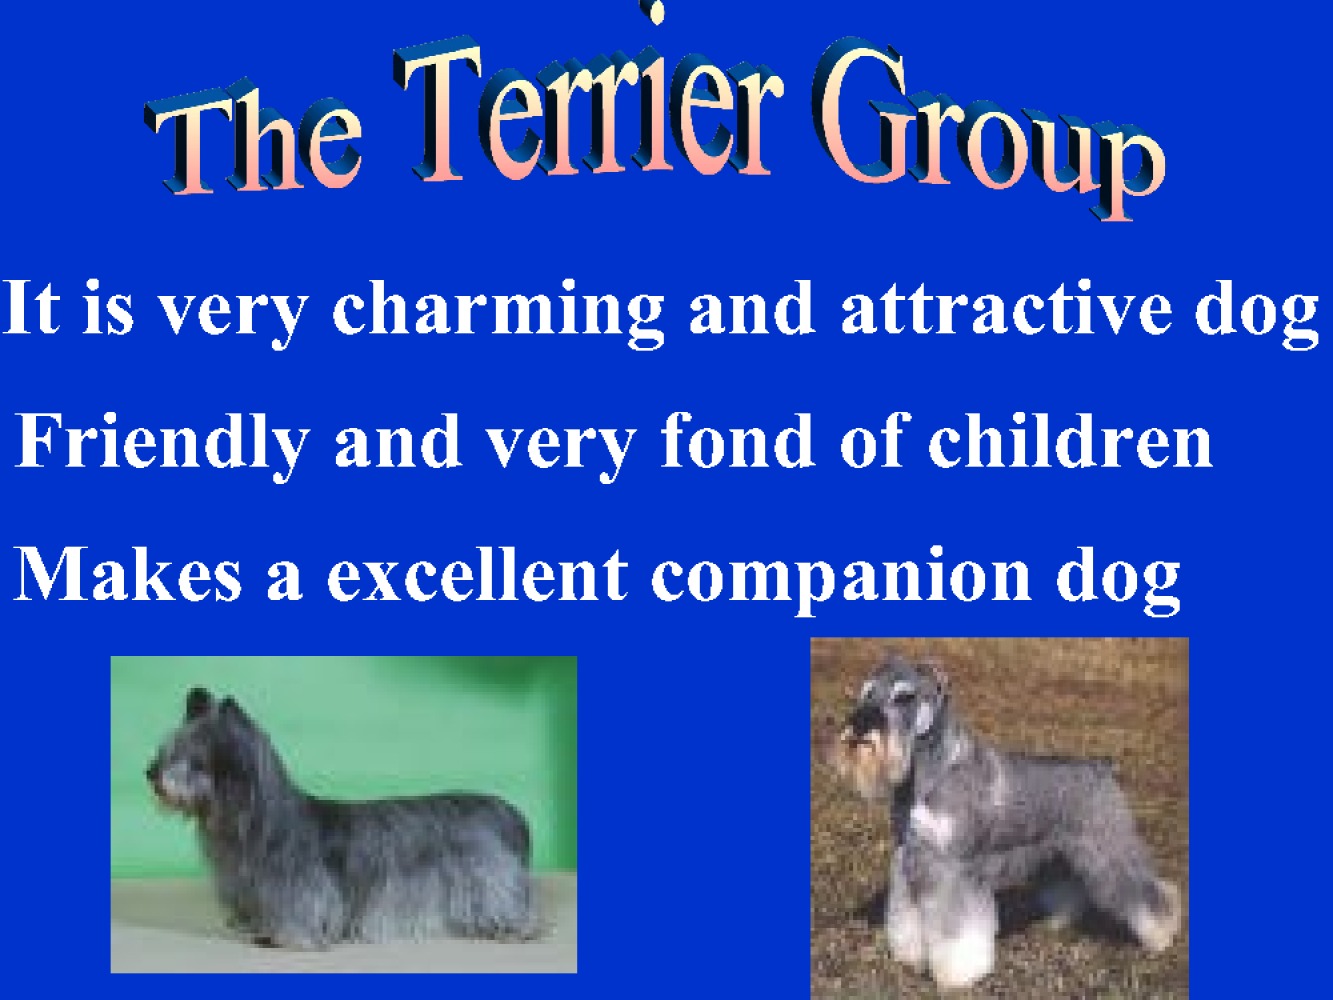 The Terrier Group
It is very charming and attractive dog
Friendly and very fond of children
Makes a excellent companion dog